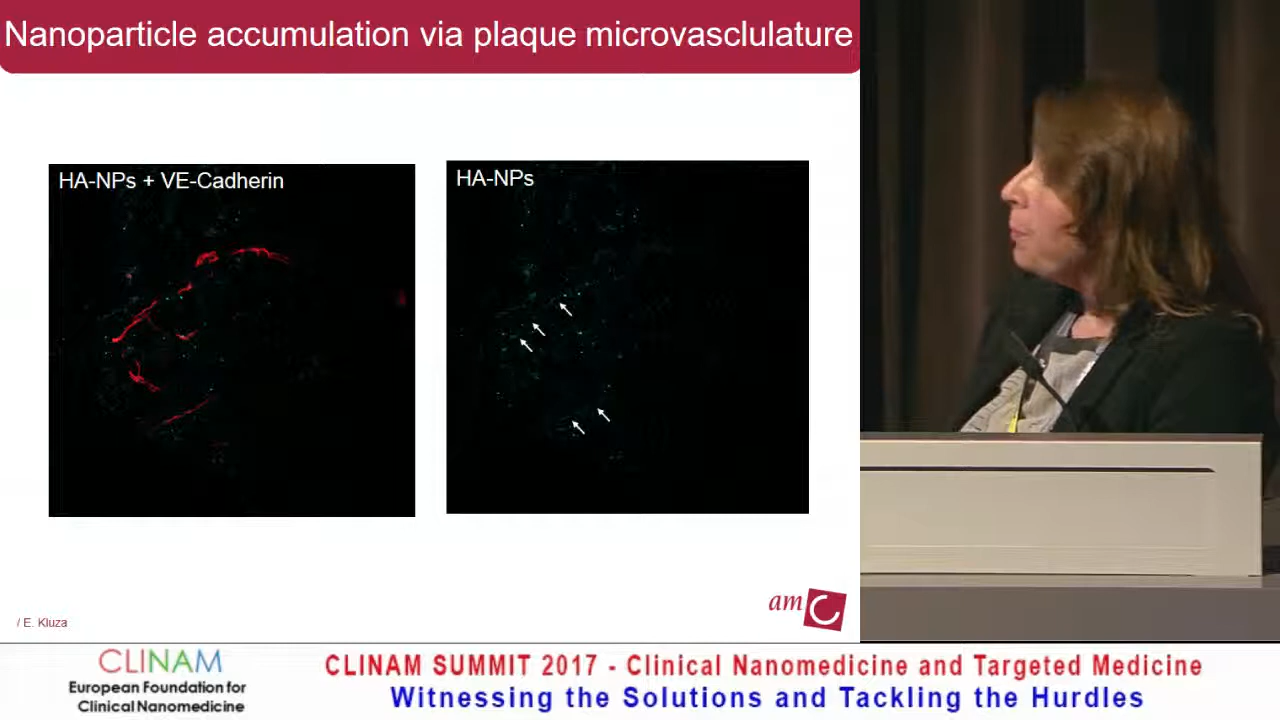 Nanoparticle accumulation via plaque microvasclulature
HA-NPs + VE-Cadherin
HA-NPs
/ E. Kluza
amC
CLINAM
European Foundation for
Clinical Nanomedicine
CLINAM SUMMIT 2017 - Clinical Nanomedicine and Targeted Medicine
Witnessing the Solutions and Tackling the Hurdles